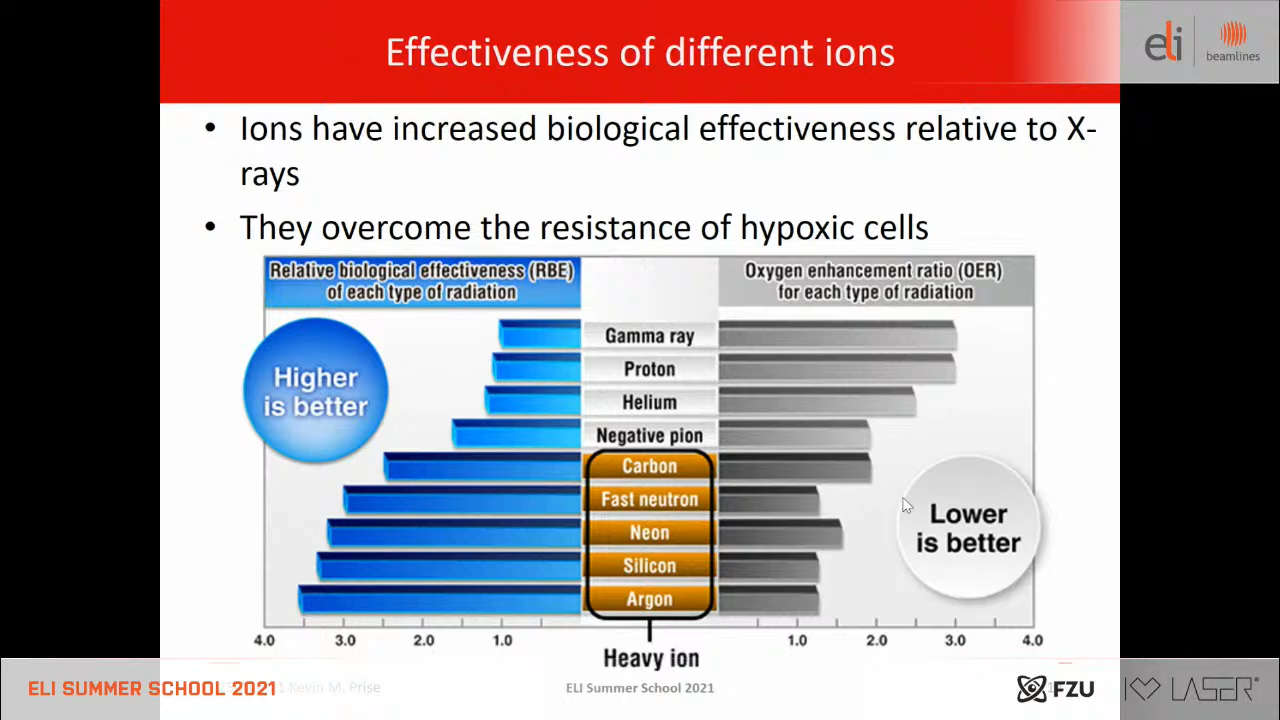 Effectiveness of different ions
eli
beamlines
• Ions have increased biological effectiveness relative to X-
rays
• They overcome the resistance of hypoxic cells
Relative biological effectiveness (RBE)
of each type of radiation
Oxygen enhancement ratio (OER)
for each type of radiation
Higher
is better
Gamma ray
Proton
Helium
Negative pion
Carbon
Fast neutron
Neon
Silicon
Argon
Lower
is better
4.0 3.0 2.0 1.0
1.0 2.0 3.0 4.0
Heavy ion
ELI SUMMER SCHOOL 2021
Kevin M. Prise
ELI Summer School 2021
FZU
LASER